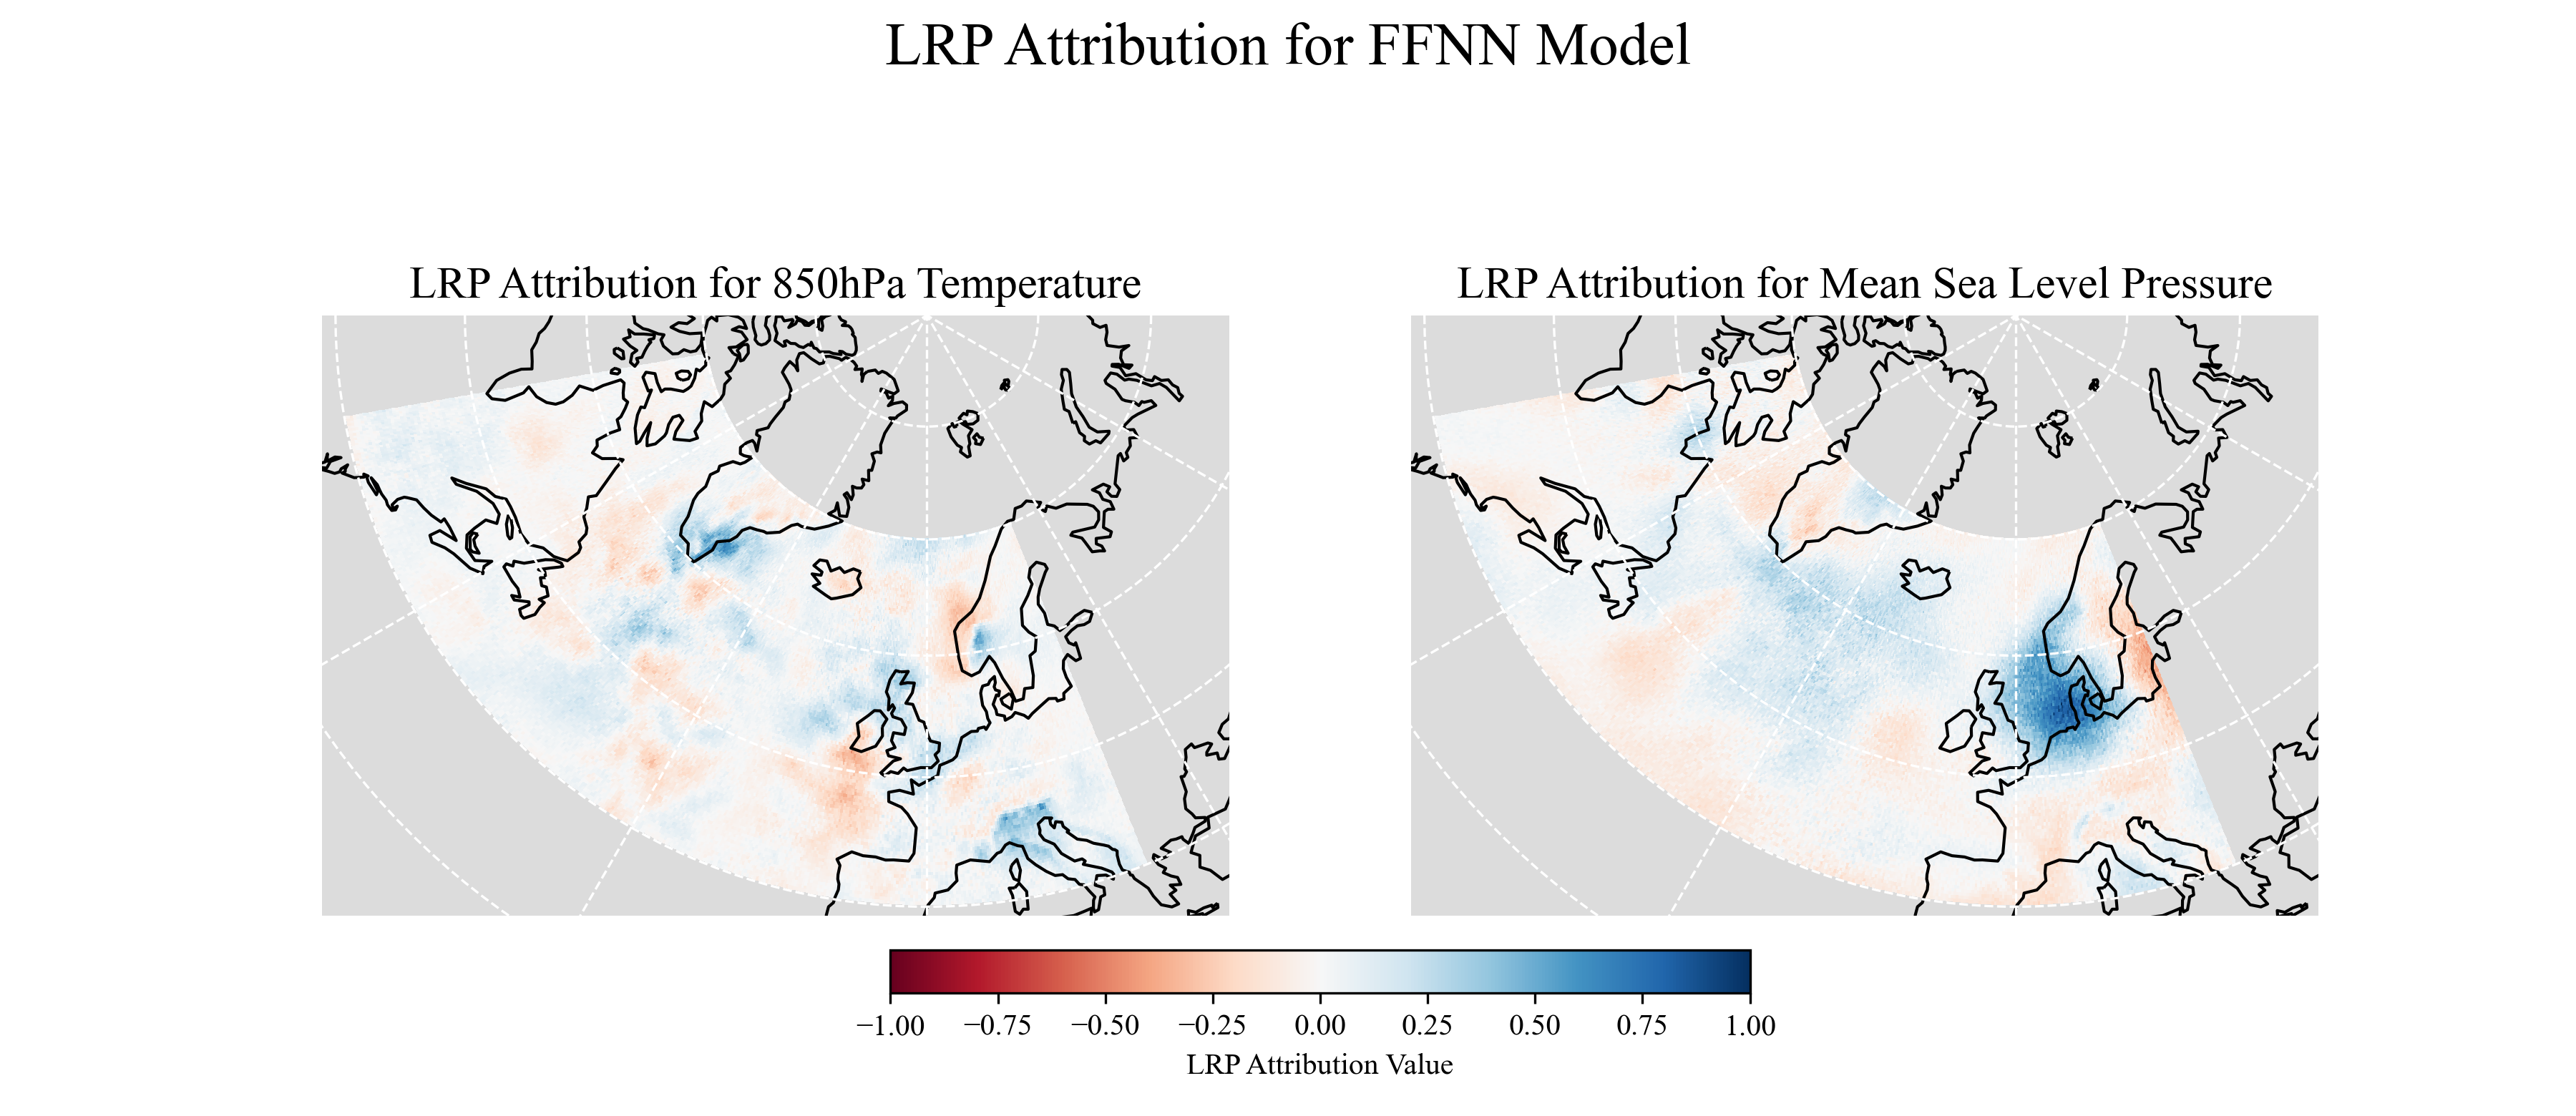 LRP Attribution for FFNN Model
LRP Attribution for 850hPa Temperature
LRP Attribution for Mean Sea Level Pressure
−1.00 −0.75 −0.50 −0.25 0.00 0.25 0.50 0.75 1.00
LRP Attribution Value